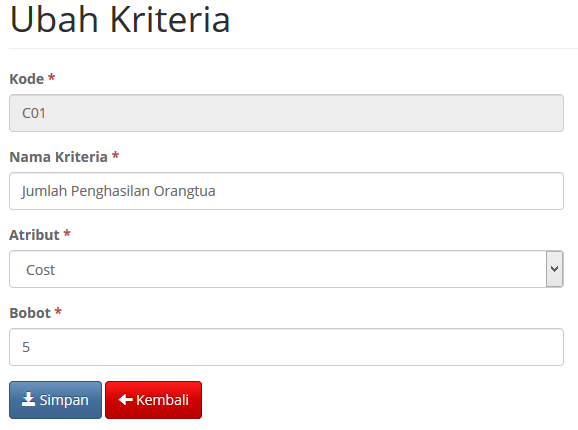 Ubah Kriteria
Kode *
C01
Nama Kriteria *
Jumlah Penghasilan Orangtua
Atribut *
Cost
Bobot *
5
Simpan Kembali